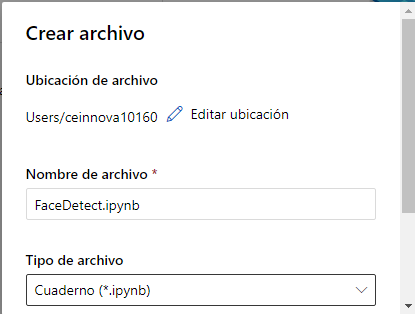 Crear archivo
Ubicación de archivo
Users/ceinnova10160 Editar ubicación
Nombre de archivo *
FaceDetect.ipynb
Tipo de archivo
Cuaderno (*.ipynb)